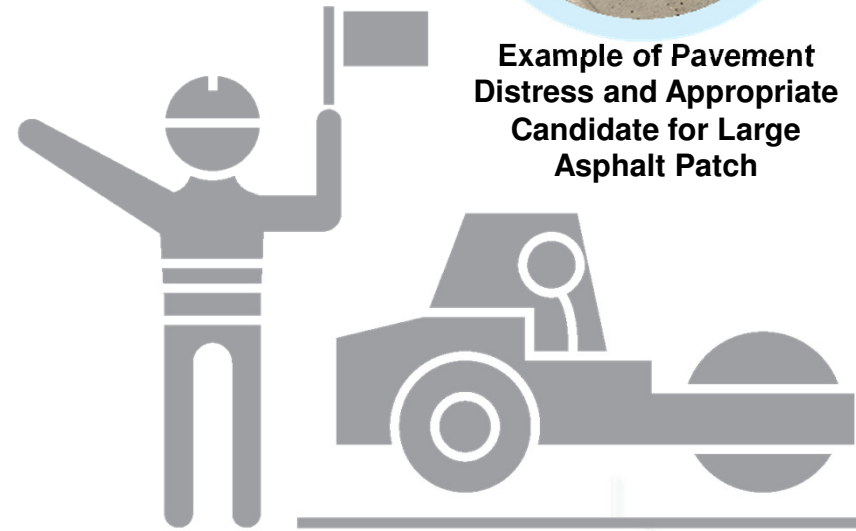 Example of Pavement
Distress and Appropriate
Candidate for Large
Asphalt Patch